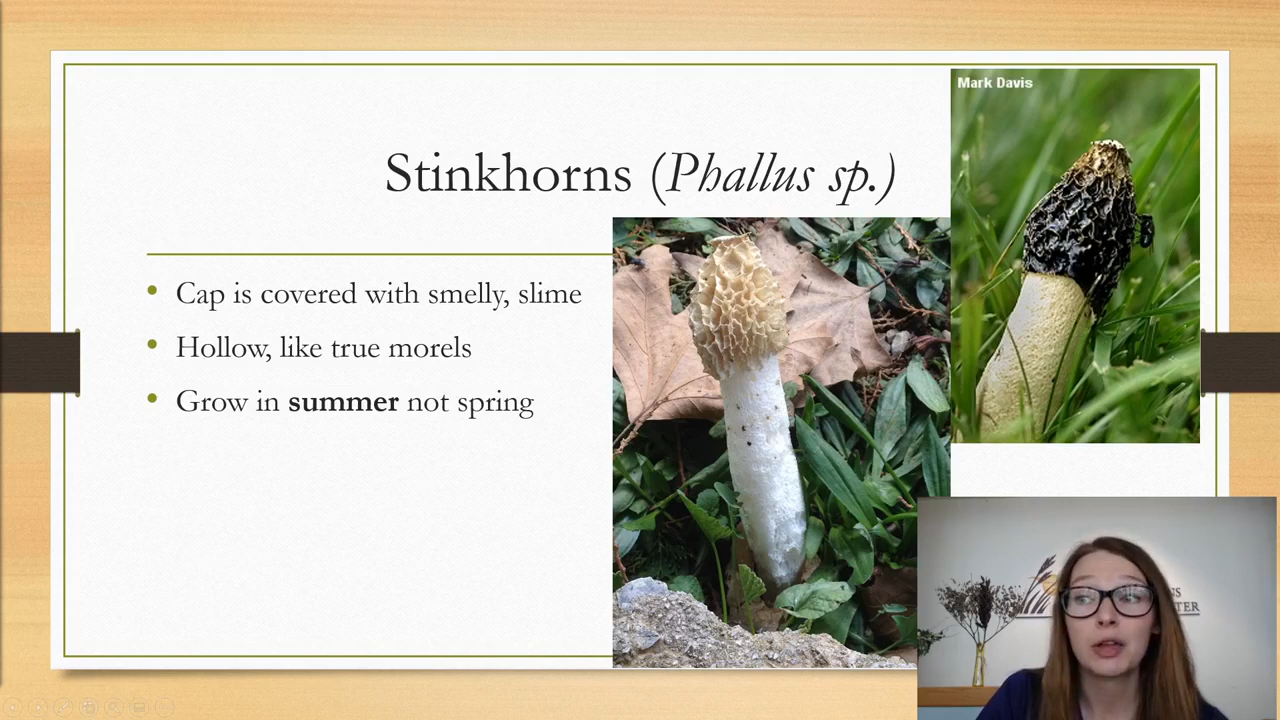 Mark Davis
Stinkhorns (Phallus sp.)
Cap is covered with smelly, slime
Hollow, like true morels
Grow in summer not spring